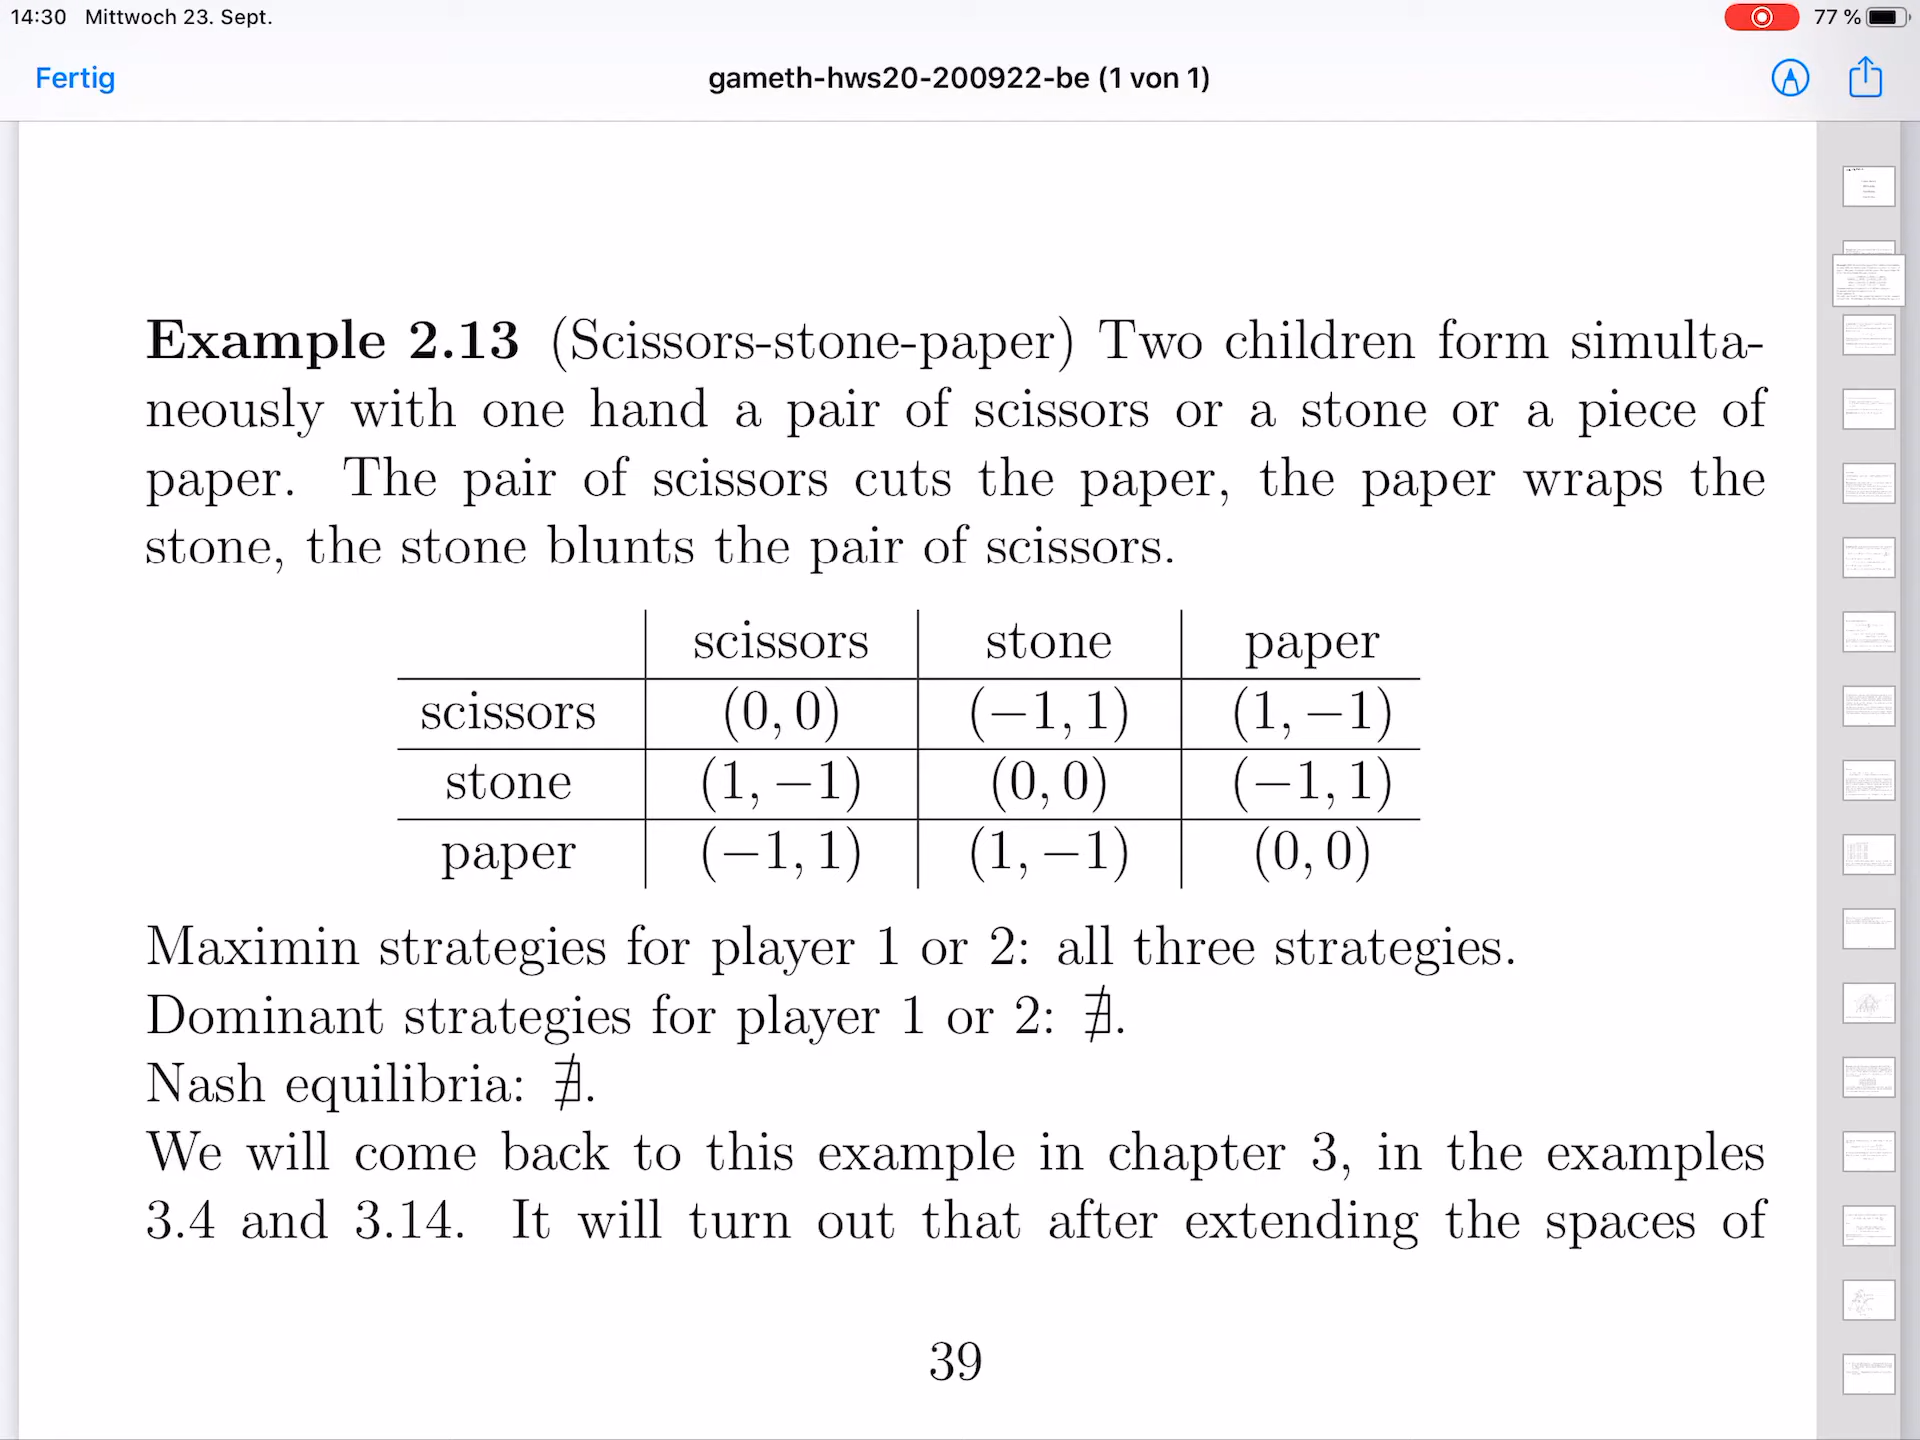 14:30 Mittwoch 23. Sept. 77 %
Fertig gameth-hws20-200922-be (1 von 1)
Example 2.13 (Scissors-stone-paper) Two children form simulta-
neously with one hand a pair of scissors or a stone or a piece of
paper. The pair of scissors cuts the paper, the paper wraps the
stone, the stone blunts the pair of scissors.
scissors stone paper
scissors (0, 0) (−1, 1) (1, −1)
stone (1, −1) (0, 0) (−1, 1)
paper (−1, 1) (1, −1) (0, 0)
Maximin strategies for player 1 or 2: all three strategies.
Dominant strategies for player 1 or 2: ∄.
Nash equilibria: ∄.
We will come back to this example in chapter 3, in the examples
3.4 and 3.14. It will turn out that after extending the spaces of
39